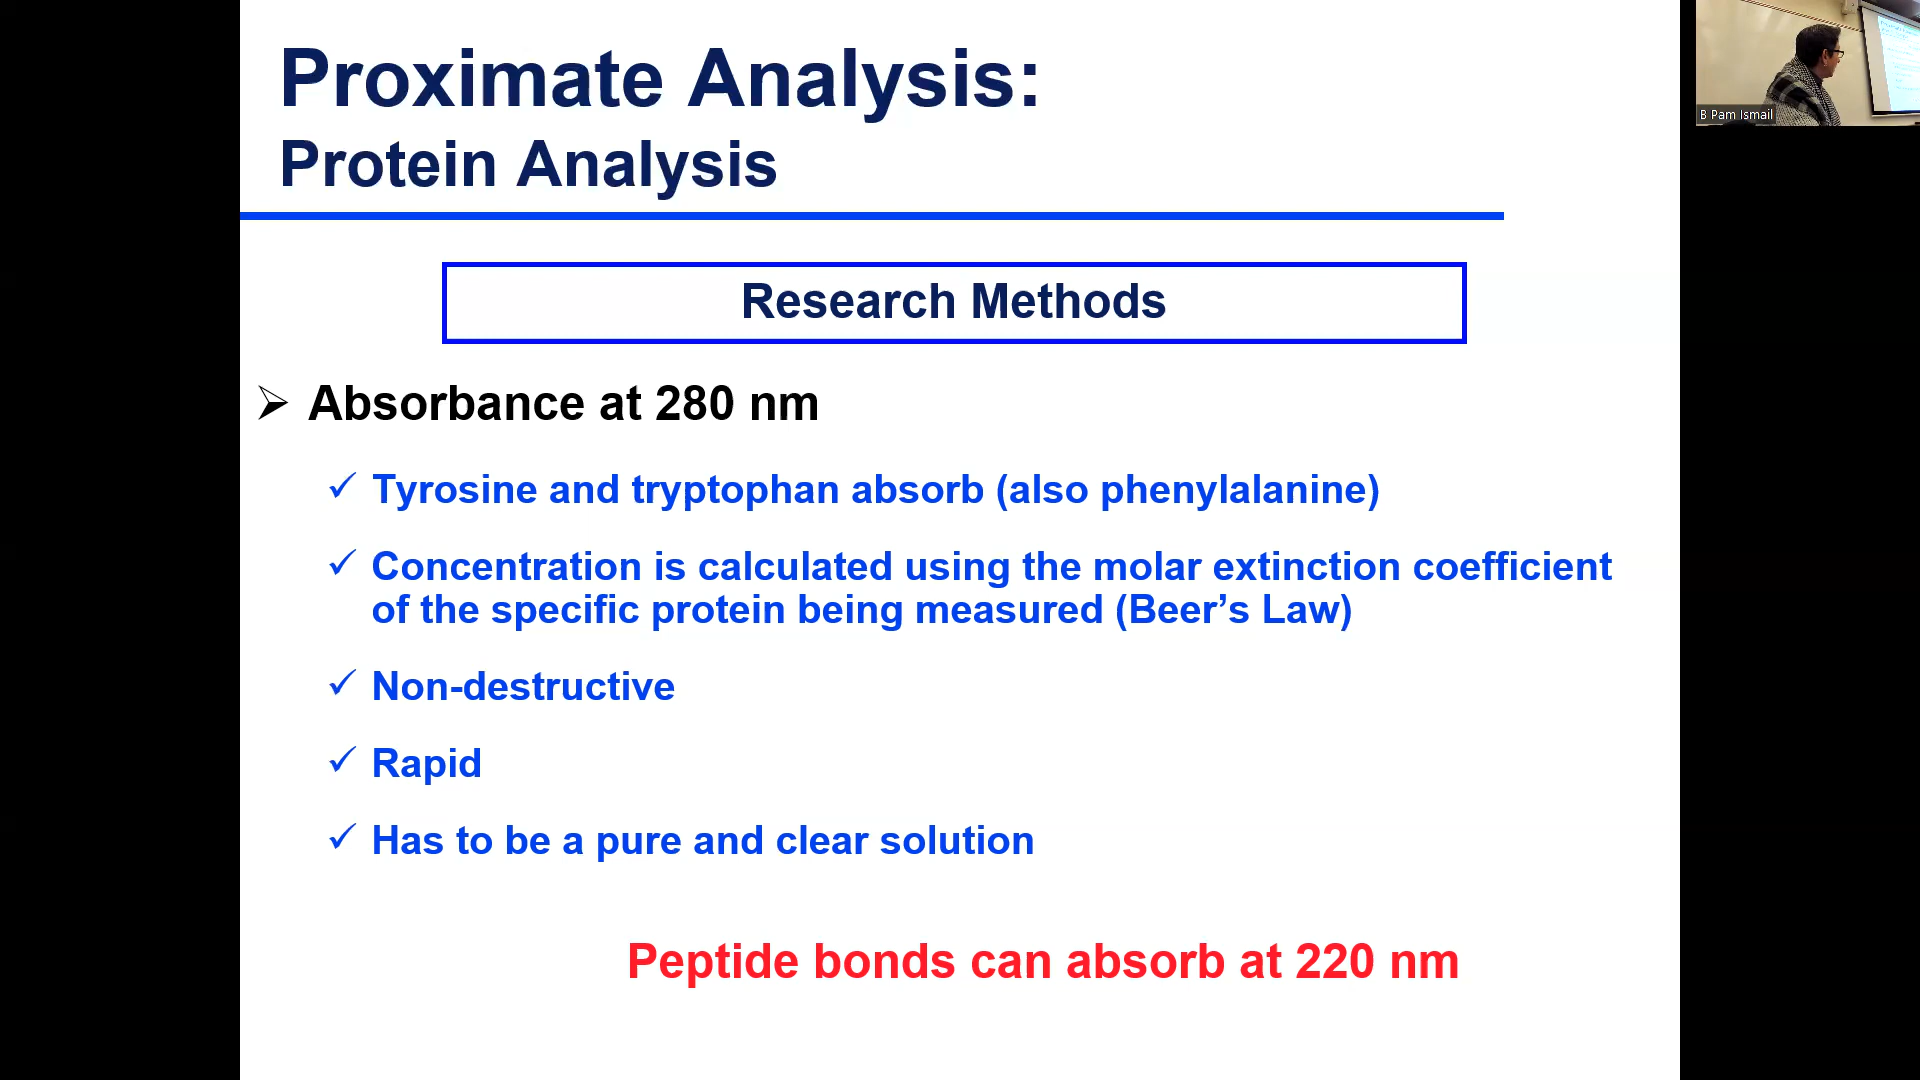 Proximate Analysis:
Protein Analysis
Research Methods
➢ Absorbance at 280 nm
✓ Tyrosine and tryptophan absorb (also phenylalanine)
✓ Concentration is calculated using the molar extinction coefficient
of the specific protein being measured (Beer’s Law)
✓ Non-destructive
✓ Rapid
✓ Has to be a pure and clear solution
Peptide bonds can absorb at 220 nm
B Pam Ismail